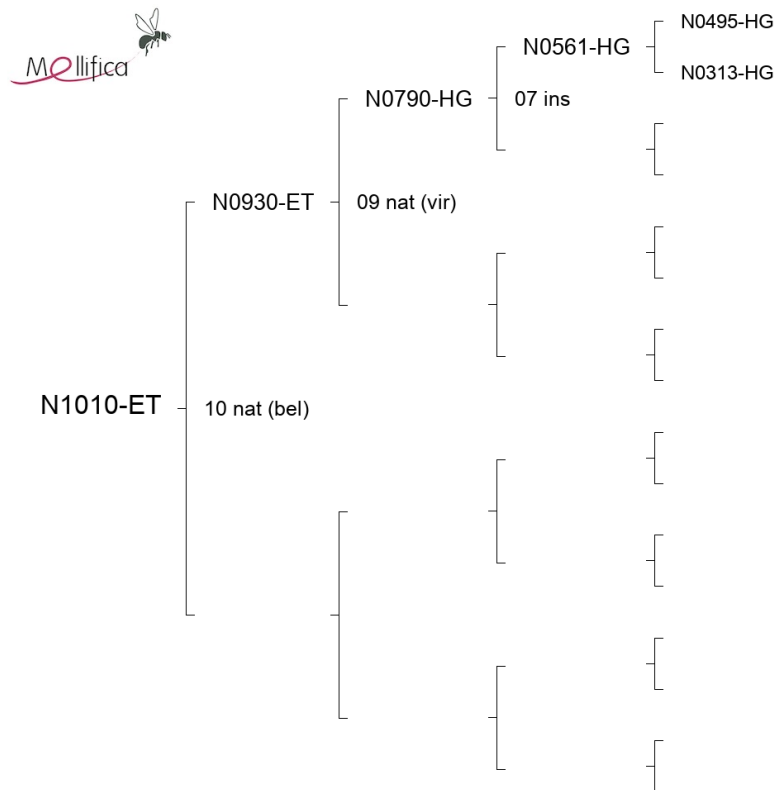 Mellifica
N0495-HG
N0561-HG
N0313-HG
N0790-HG
07 ins
N0930-ET
09 nat (vir)
N1010-ET
10 nat (bel)